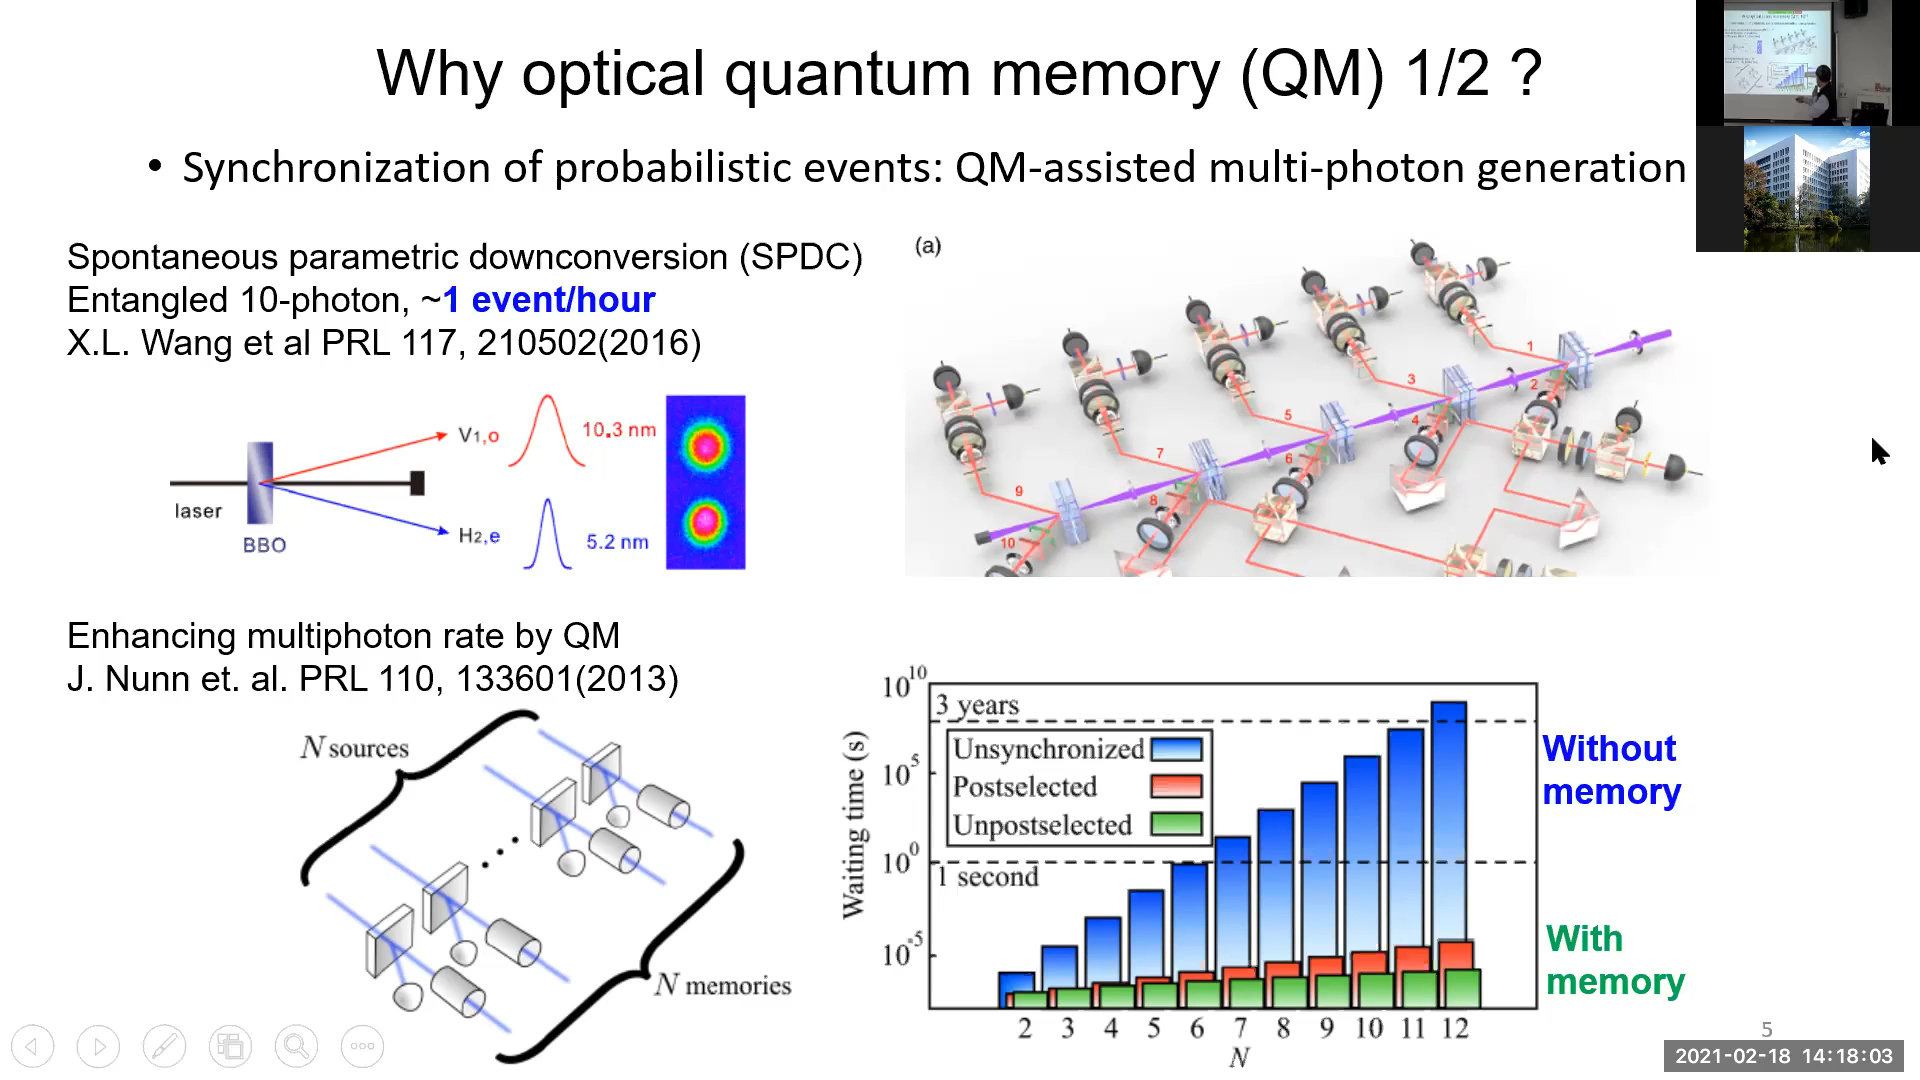 Why optical quantum memory (QM) 1/2 ?
• Synchronization of probabilistic events: QM-assisted multi-photon generation
Spontaneous parametric downconversion (SPDC)
Entangled 10-photon, ~1 event/hour
X.L. Wang et al PRL 117, 210502(2016)
laser
BBO
V1,o
10.3 nm
H2,e
5.2 nm
(a)
1
2
3
4
5
6
7
8
9
10
Enhancing multiphoton rate by QM
J. Nunn et. al. PRL 110, 133601(2013)
N sources
N memories
Waiting time (s)
10^10
10^5
10^0
10^-5
3 years
Unsynchronized
Postselected
Unpostselected
1 second
2 3 4 5 6 7 8 9 10 11 12
N
Without
memory
With
memory
5
2021-02-18 14:18:03